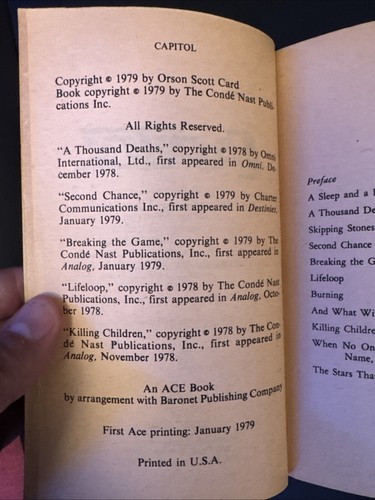 CAPITOL
Copyright © 1979 by Orson Scott Card
Book copyright © 1979 by The Condé Nast Publi-
cations Inc.
All Rights Reserved.
"A Thousand Deaths," copyright © 1978 by Omni
International, Ltd., first appeared in Omni, De-
cember 1978.
"Second Chance," copyright © 1979 by Charter
Communications Inc., first appeared in Destinies,
January 1979.
"Breaking the Game," copyright © 1979 by The
Condé Nast Publications, Inc., first appeared in
Analog, January 1979.
"Lifeloop," copyright © 1978 by The Condé Nast
Publications, Inc., first appeared in Analog, Octo-
ber 1978.
"Killing Children," copyright © 1978 by The Con-
dé Nast Publications, Inc., first appeared in
Analog, November 1978.
An ACE Book
by arrangement with Baronet Publishing Company
First Ace printing: January 1979
Printed in U.S.A.
Preface
A Sleep and a
A Thousand De
Skipping Stones
Second Chance
Breaking the G
Lifeloop
Burning
And What Wil
Killing Childre
When No On
Name,
The Stars Tha